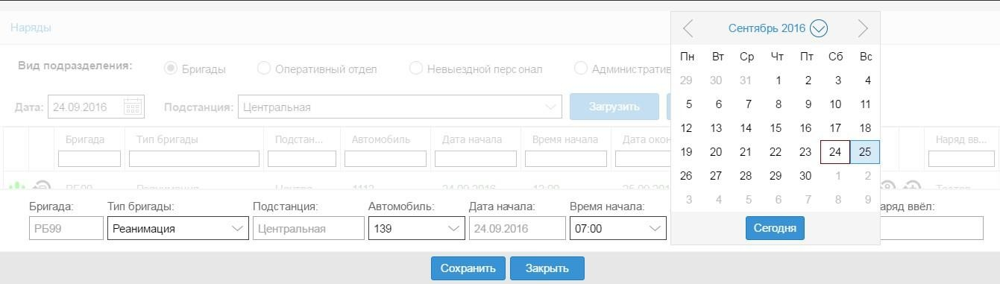 Наряды
Сентябрь 2016
Пн Вт Ср Чт Пт Сб Вс
29 30 31 1 2 3 4
5 6 7 8 9 10 11
12 13 14 15 16 17 18
19 20 21 22 23 24 25
26 27 28 29 30 1 2
3 4 5 6 7 8 9
Сегодня
Вид подразделения: Бригады Оперативный отдел Невыездной персонал Административ
Дата: 24.09.2016 Подстанция: Центральная Загрузить
Бригада Тип бригады Подстан... Автомобиль Дата начала Время начала Дата окон Наряд вв...
РБ99 Реанимация Центра 1112 24.09.2016 25.09.201
Бригада: Тип бригады: Подстанция: Автомобиль: Дата начала: Время начала: аряд ввёл:
РБ99 Реанимация Центральная 139 24.09.2016 07:00
Сохранить Закрыть